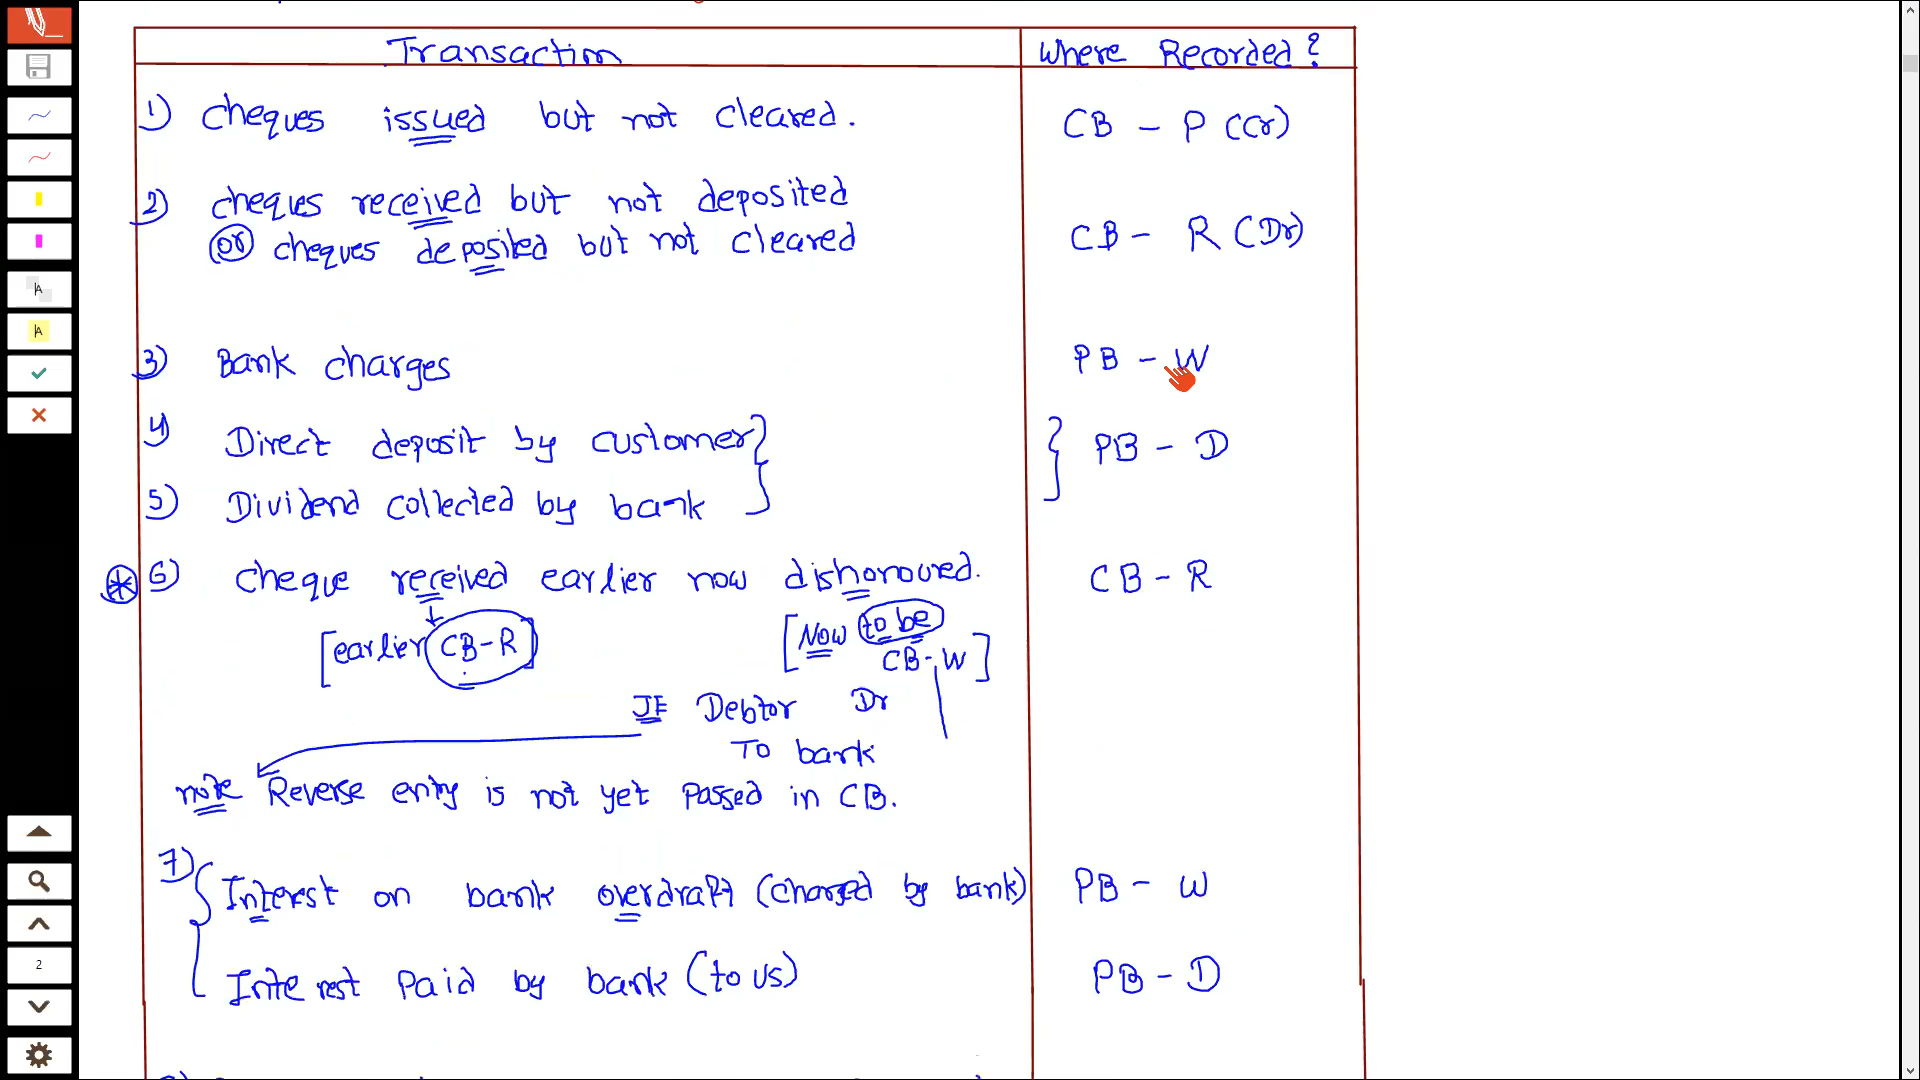 Transaction Where Recorded?
1) Cheques issued but not cleared. CB - P (Cr)
2) cheques received but not deposited
or cheques deposited but not cleared CB - R (Dr)
3) Bank charges PB - W
4) Direct deposit by customer PB - D
5) Dividend collected by bank
6) Cheque received earlier now dishonoured. CB - R
[earlier CB-R] [Now to be
CB-W]
JE Debtor Dr
To bank
note Reverse entry is not yet passed in CB.
7) Interest on bank overdraft (charged by bank) PB - W
Interest Paid by bank (to us) PB - D
A
A
2